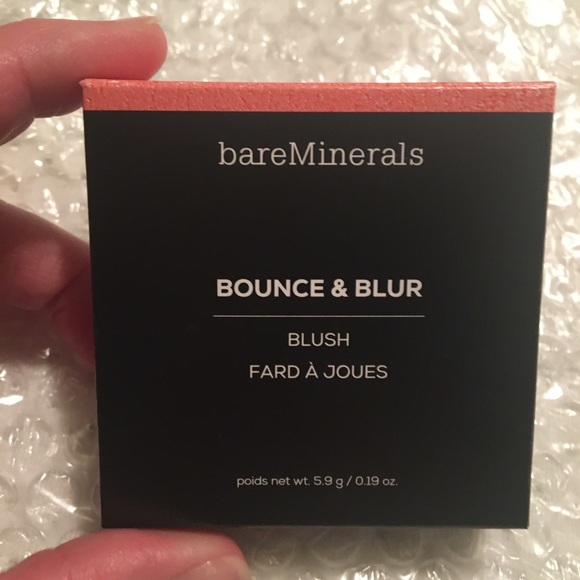 bareMinerals
BOUNCE & BLUR
BLUSH
FARD À JOUES
poids net wt. 5.9 g / 0.19 oz.